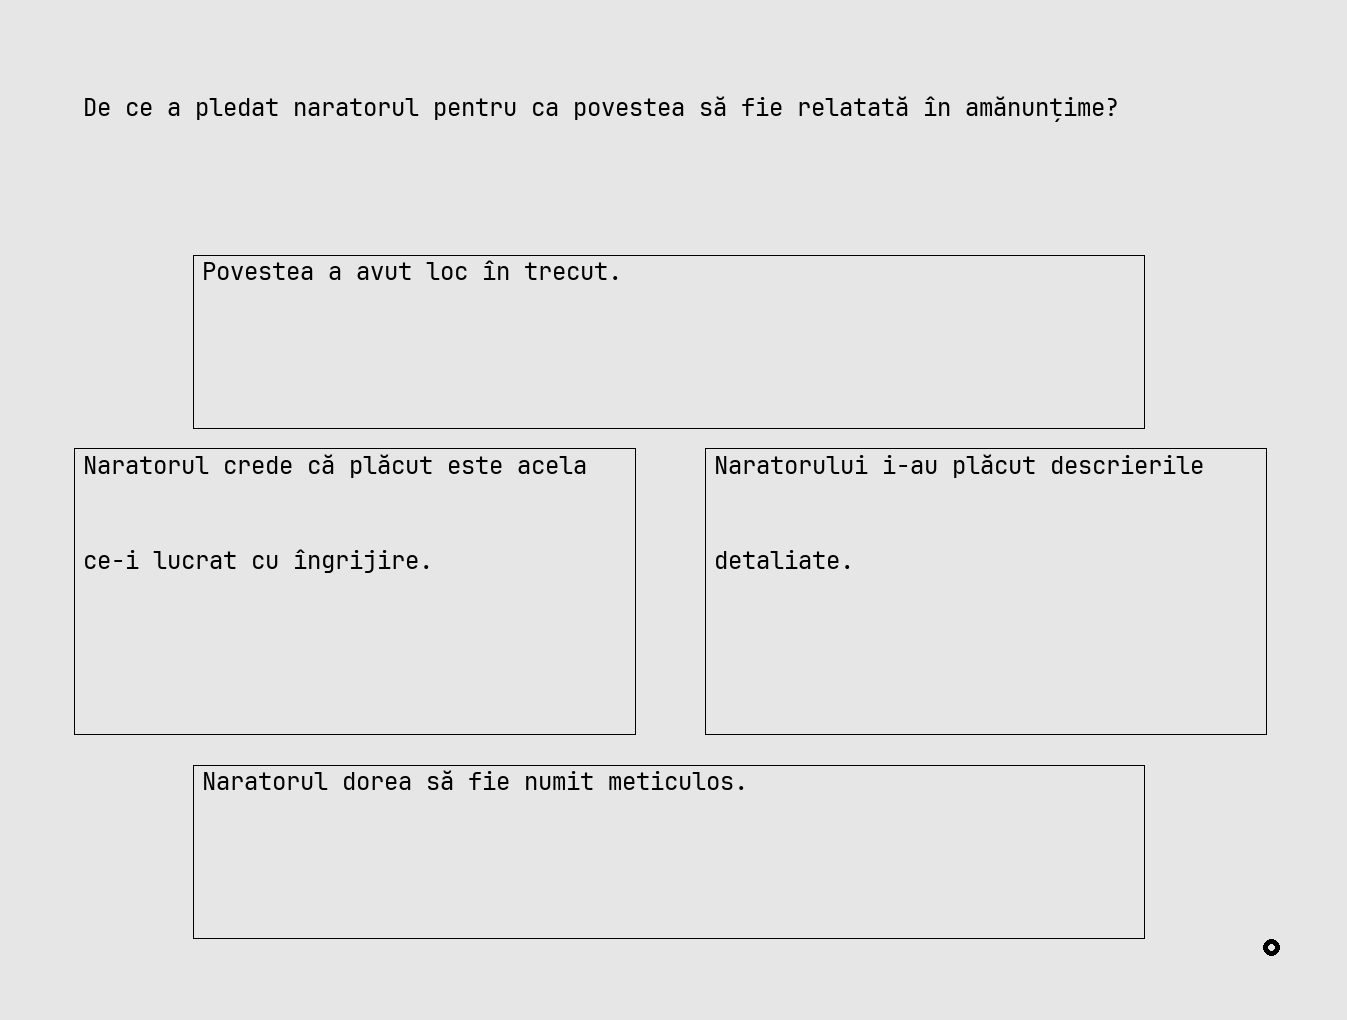 De ce a pledat naratorul pentru ca povestea să fie relatată în amănunțime?
Povestea a avut loc în trecut.
Naratorul crede că plăcut este acela
ce-i lucrat cu îngrijire.
Naratorului i-au plăcut descrierile
detaliate.
Naratorul dorea să fie numit meticulos.